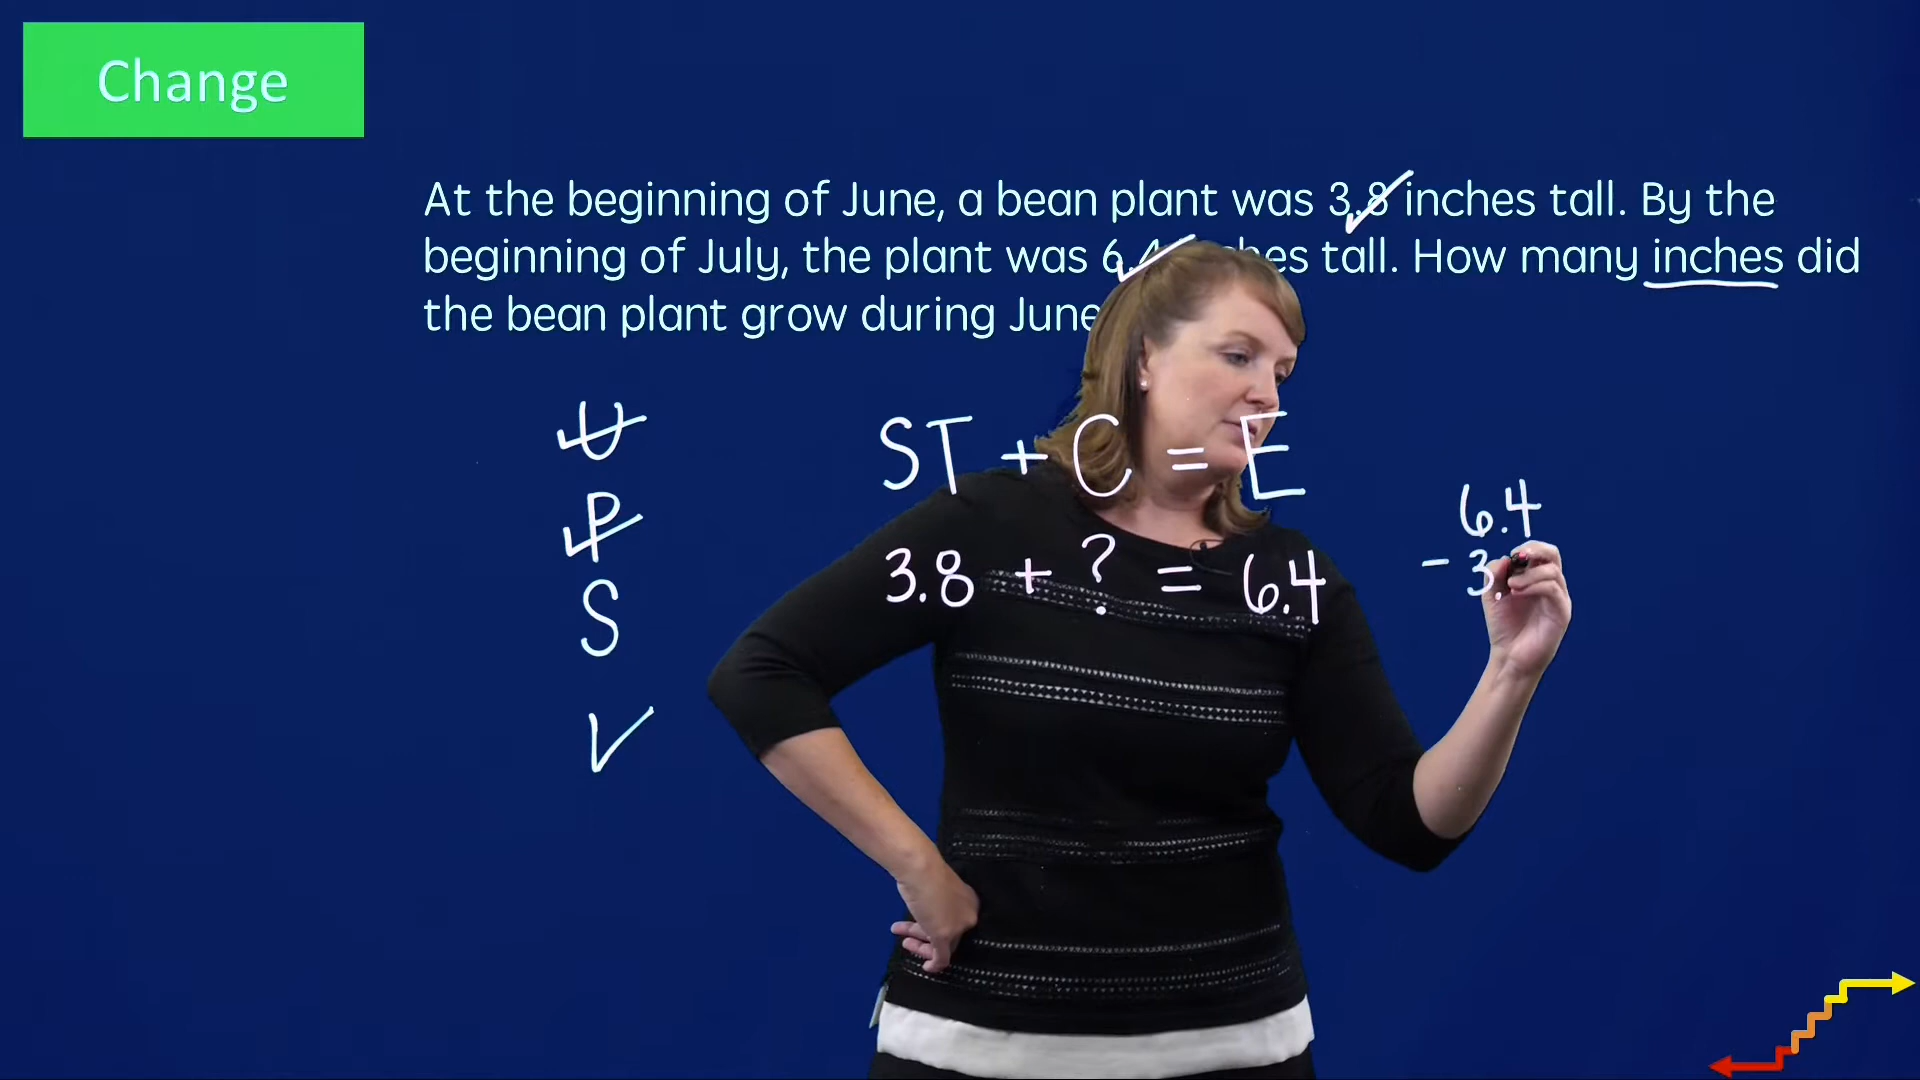 Change
At the beginning of June, a bean plant was 3.8 inches tall. By the
beginning of July, the plant was 6.4 tall. How many inches did
the bean plant grow during June
U
P
S
✓
ST + C = E
3.8 + ? = 6.4
6.4
- 3.